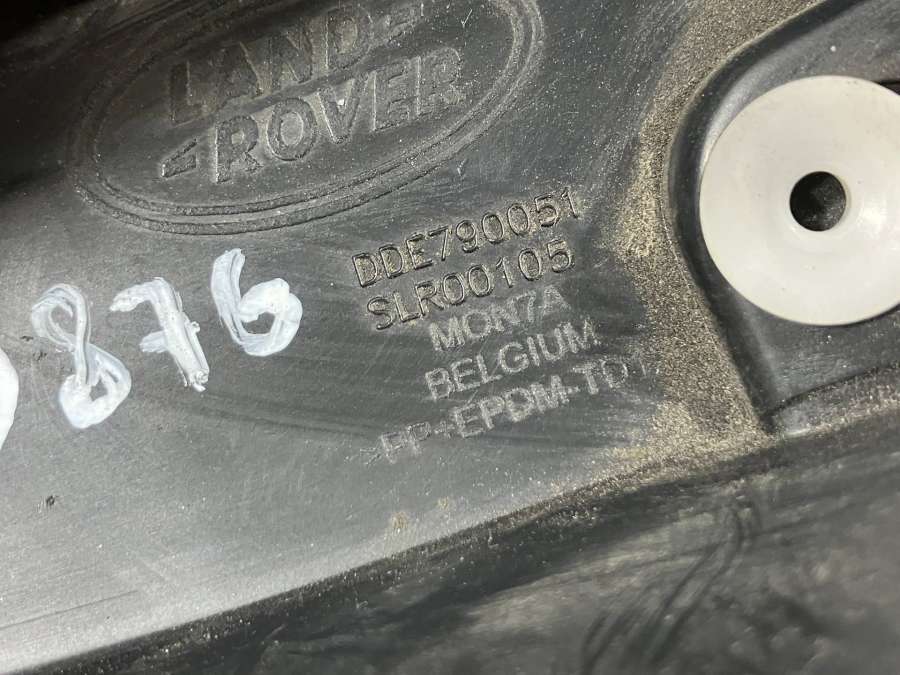 LAND
ROVER
DDE790051
SLR00105
MON7A
BELGIUM
>PP+EPDM-TD1
876